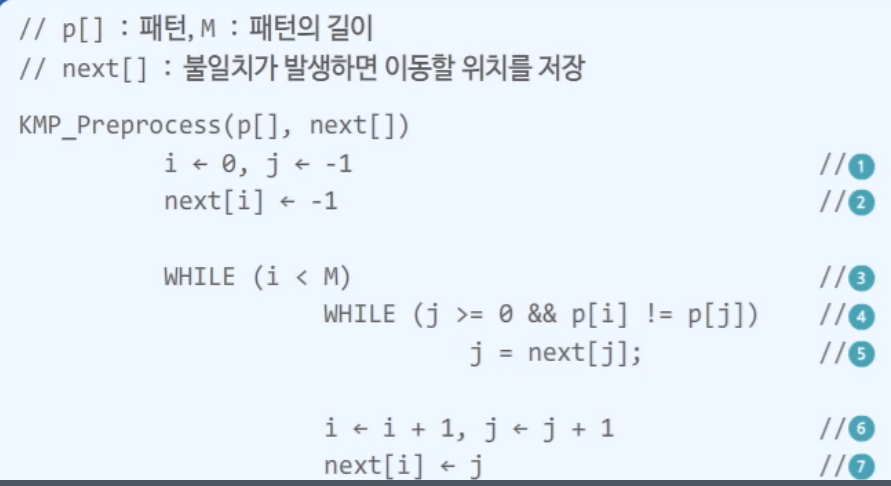 // p[] : 패턴, M : 패턴의 길이
// next[] : 불일치가 발생하면 이동할 위치를 저장
KMP_Preprocess(p[], next[])
i ← 0, j ← -1 //1
next[i] ← -1 //2
WHILE (i < M) //3
WHILE (j >= 0 && p[i] != p[j]) //4
j = next[j]; //5
i ← i + 1, j ← j + 1 //6
next[i] ← j //7